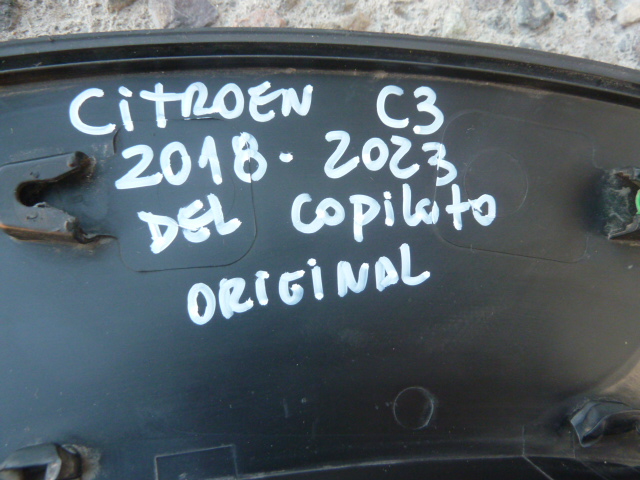 CiTROEN C3
2018. 2023
DEL copiloto
ORIGINAL